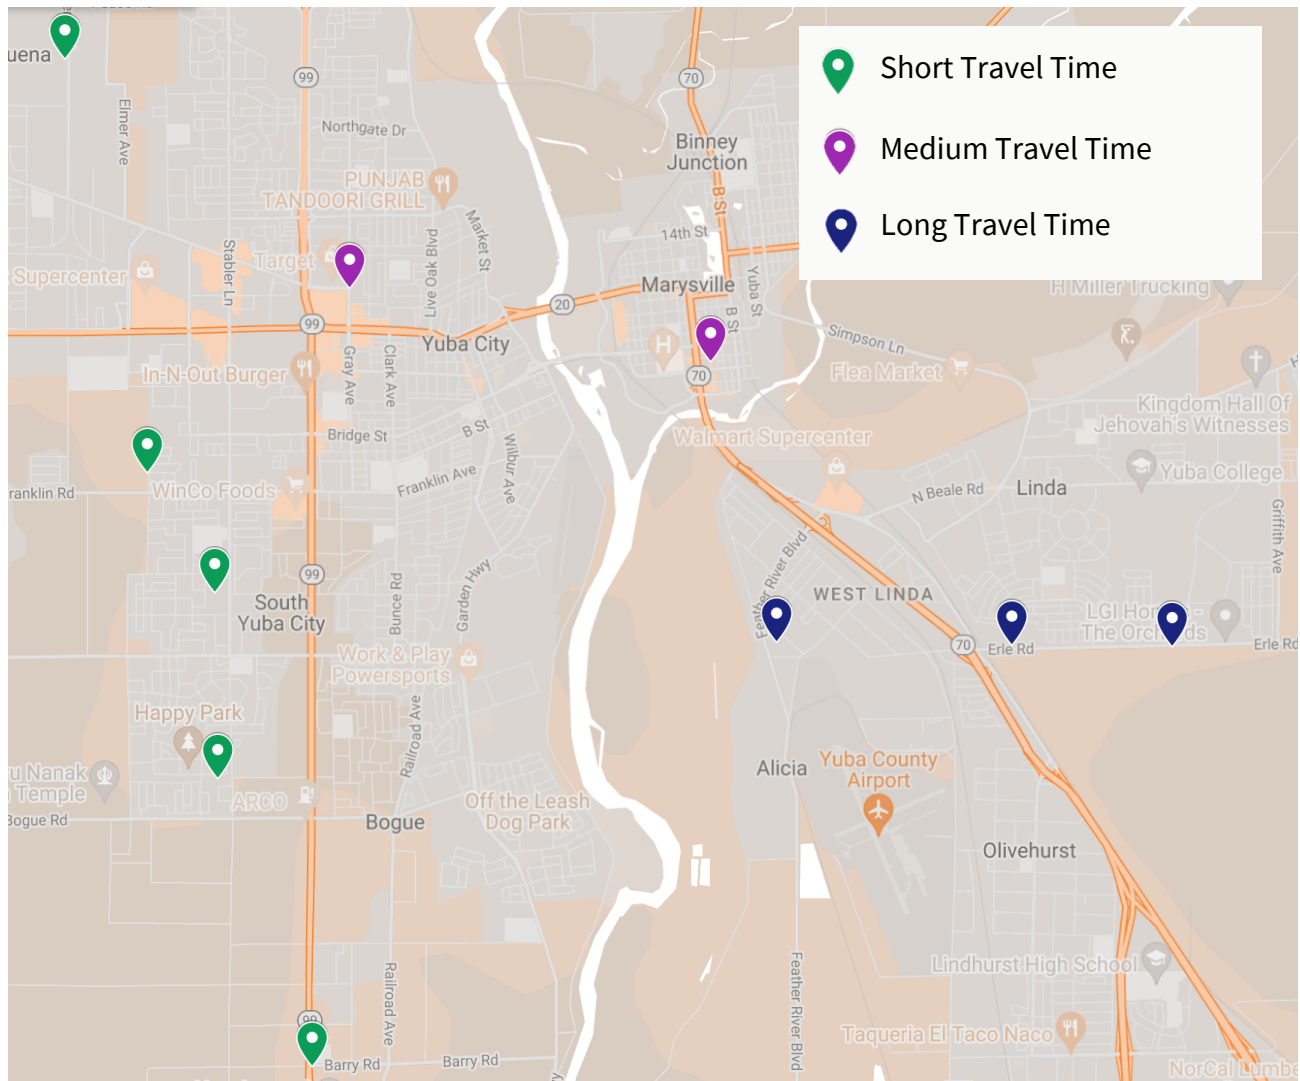 uena
Elmer Ave
99
Northgate Dr
PUNJAB
TANDOORI GRILL
Market St
70
Binney
Junction
B St
14th St
Short Travel Time
Medium Travel Time
Long Travel Time
Supercenter
Stabler Ln
Target
Live Oak Blvd
Marysville
Yuba St
B St
H Miller Trucking
99
20
Yuba City
Simpson Ln
In-N-Out Burger
Gray Ave
Clark Ave
H
70
Flea Market
Kingdom Hall Of
Jehovah's Witnesses
Bridge St
B St
Wilbur Ave
Walmart Supercenter
Yuba College
ranklin Rd
WinCo Foods
Franklin Ave
N Beale Rd
Linda
Griffith Ave
99
South
Yuba City
Bunce Rd
Garden Hwy
Feather River Blvd
WEST LINDA
LGI Homes -
The Orchards
70
Erle Rd
Erle Rd
Work & Play
Powersports
Happy Park
Railroad Ave
ru Nanak
Temple
ARCO
Bogue Rd
Bogue
Off the Leash
Dog Park
Alicia
Yuba County
Airport
Olivehurst
Railroad Ave
Feather River Blvd
Lindhurst High School
99
Barry Rd
Barry Rd
Taqueria El Taco Naco
NorCal Lumbe